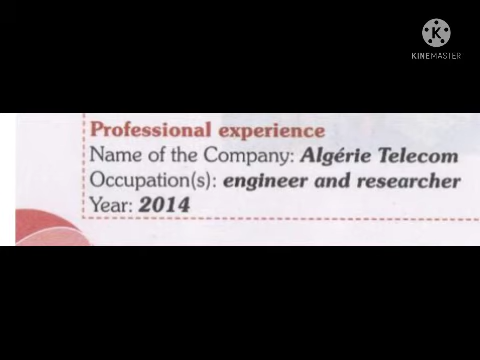 K
KINEMASTER
Professional experience
Name of the Company: Algérie Telecom
Occupation(s): engineer and researcher
Year: 2014